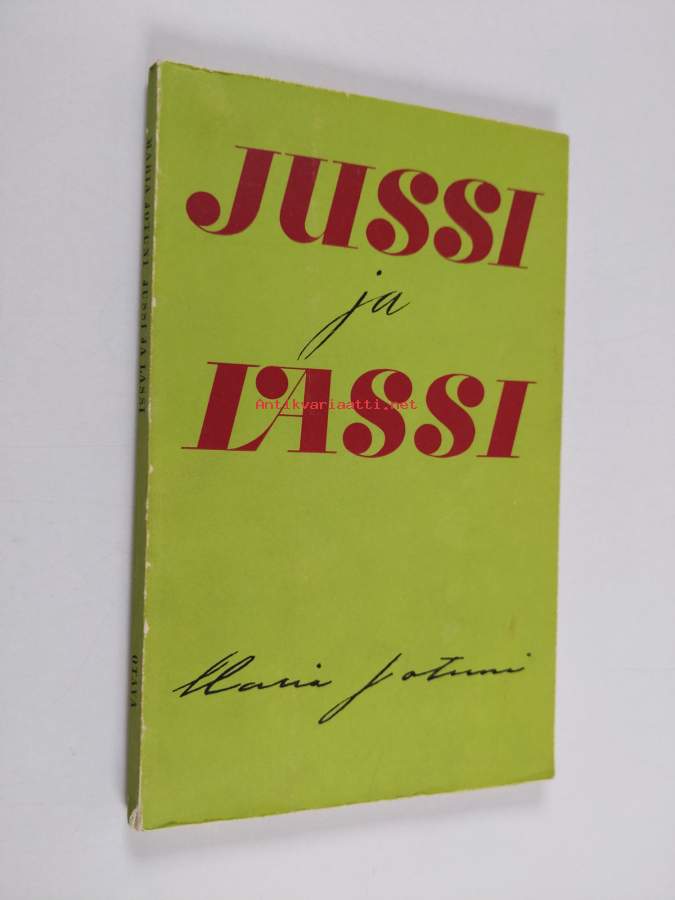 JUSSI
ja
LASSI
Antikvariaatti.net
Maria Jotuni
MARIA JOTUNI JUSSI JA LASSI
OTAVA